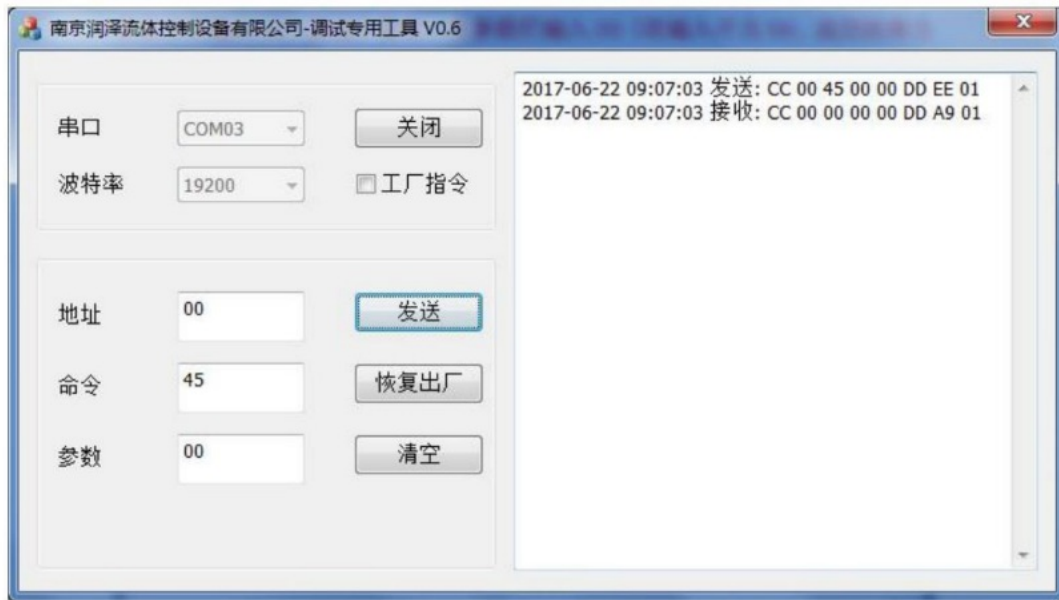 南京润泽流体控制设备有限公司-调试专用工具 V0.6
串口
COM03
关闭
波特率
19200
工厂指令
地址
00
发送
命令
45
恢复出厂
参数
00
清空
2017-06-22 09:07:03 发送: CC 00 45 00 00 DD EE 01
2017-06-22 09:07:03 接收: CC 00 00 00 00 DD A9 01